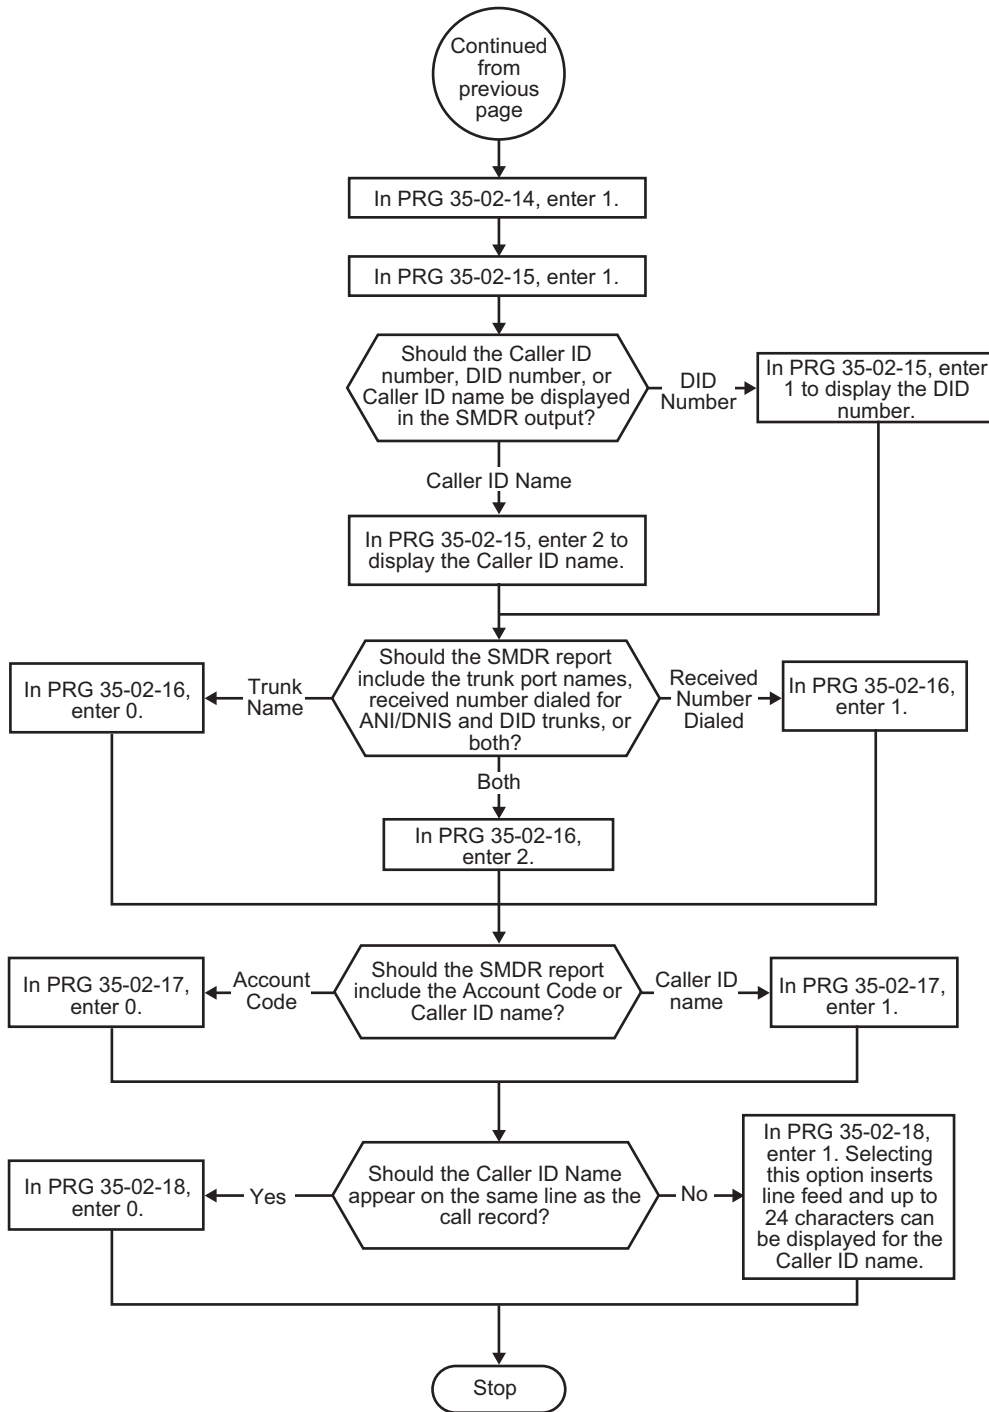 Continued
from
previous
page
In PRG 35-02-14, enter 1.
In PRG 35-02-15, enter 1.
Should the Caller ID
number, DID number, or
Caller ID name be displayed
in the SMDR output?
DID
Number
In PRG 35-02-15, enter
1 to display the DID
number.
Caller ID Name
In PRG 35-02-15, enter 2 to
display the Caller ID name.
Should the SMDR report
include the trunk port names,
received number dialed for
ANI/DNIS and DID trunks, or
both?
Trunk
Name
In PRG 35-02-16,
enter 0.
Received
Number
Dialed
In PRG 35-02-16,
enter 1.
Both
In PRG 35-02-16,
enter 2.
Should the SMDR report
include the Account Code or
Caller ID name?
Account
Code
In PRG 35-02-17,
enter 0.
Caller ID
name
In PRG 35-02-17,
enter 1.
Should the Caller ID Name
appear on the same line as the
call record?
Yes
In PRG 35-02-18,
enter 0.
No
In PRG 35-02-18,
enter 1. Selecting
this option inserts
line feed and up to
24 characters can
be displayed for the
Caller ID name.
Stop